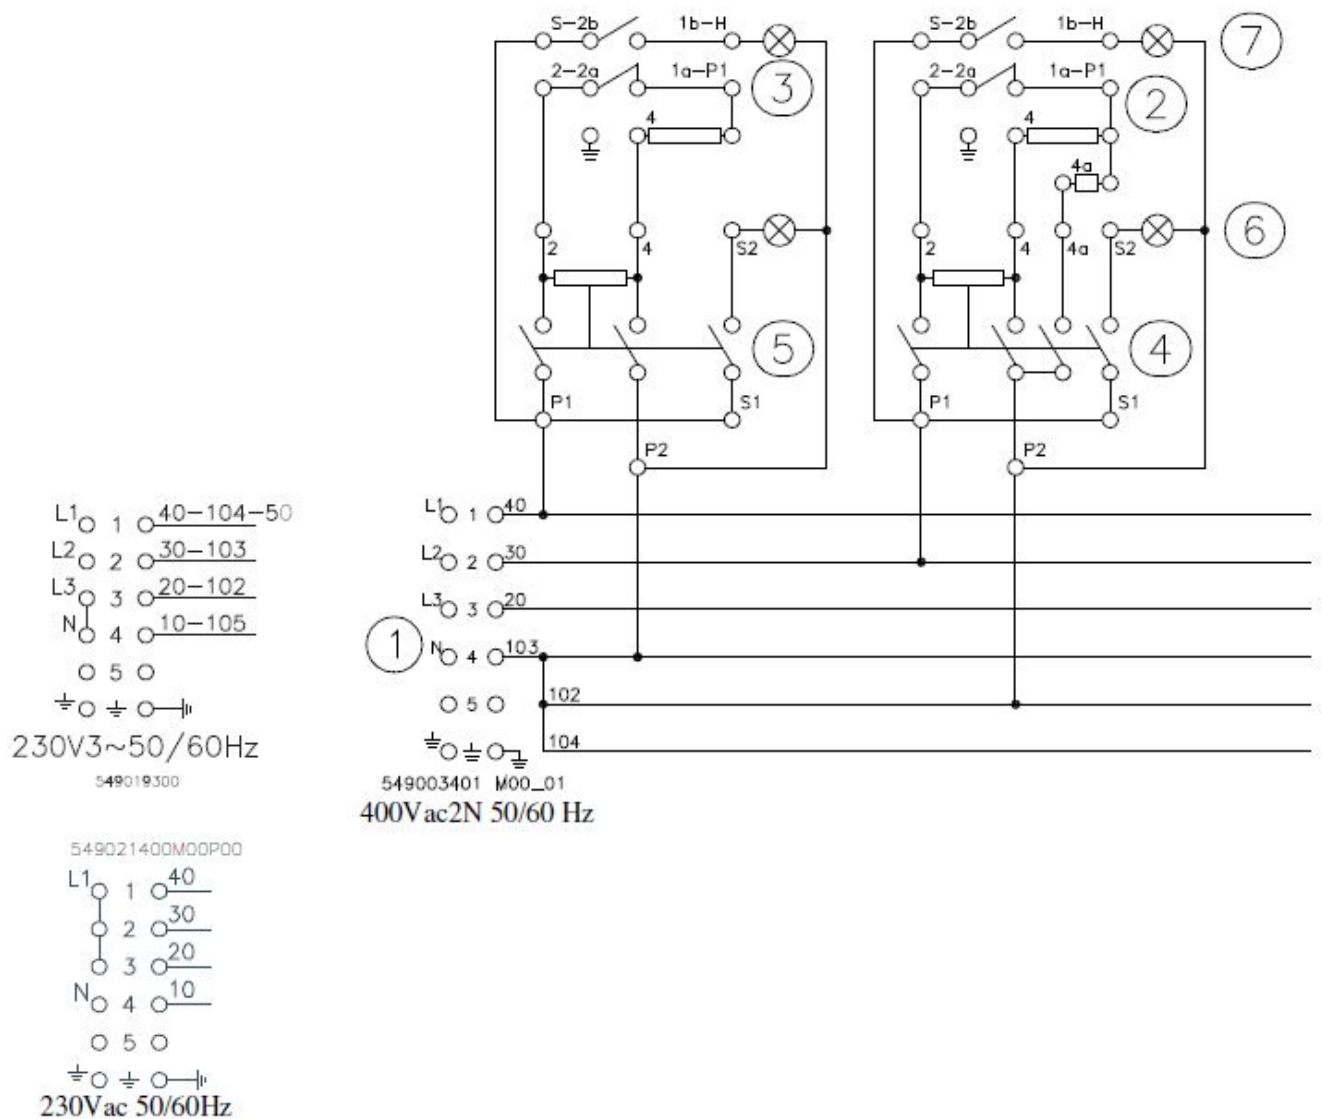 S-2b 1b-H S-2b 1b-H 7
2-2a 1a-P1 3 2-2a 1a-P1 2
4 4
4a
2 4 S2 2 4 4a S2 6
5 4
P1 S1 P1 S1
P2 P2
L1 1 40-104-50
L2 2 30-103
L3 3 20-102
N 4 10-105
5
230V3~50/60Hz
549019300
L1 1 40
L2 2 30
L3 3 20
1 N 4 103
5 102
104
549003401 M00_01
400Vac2N 50/60 Hz
549021400M00P00
L1 1 40
2 30
3 20
N 4 10
5
230Vac 50/60Hz